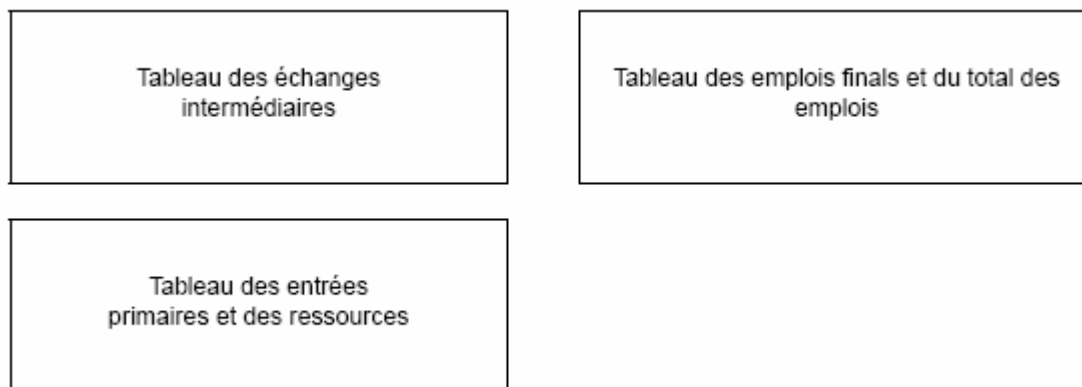 Tableau des échanges
intermédiaires
Tableau des emplois finals et du total des
emplois
Tableau des entrées
primaires et des ressources